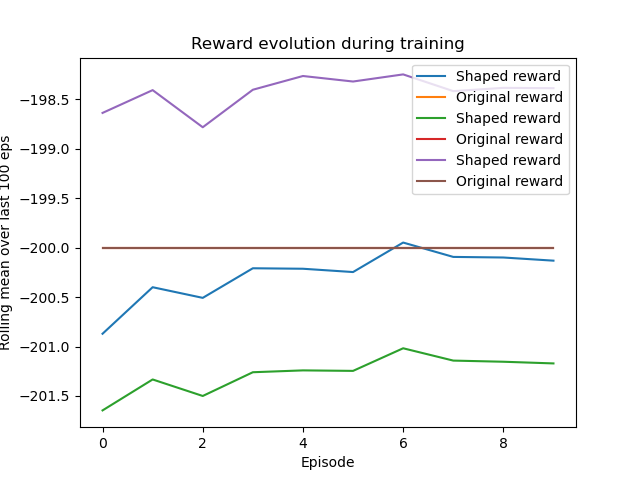 Reward evolution during training
Shaped reward
Original reward
Shaped reward
Original reward
Shaped reward
Original reward
−198.5
−199.0
−199.5
−200.0
−200.5
−201.0
−201.5
Rolling mean over last 100 eps
0 2 4 6 8
Episode